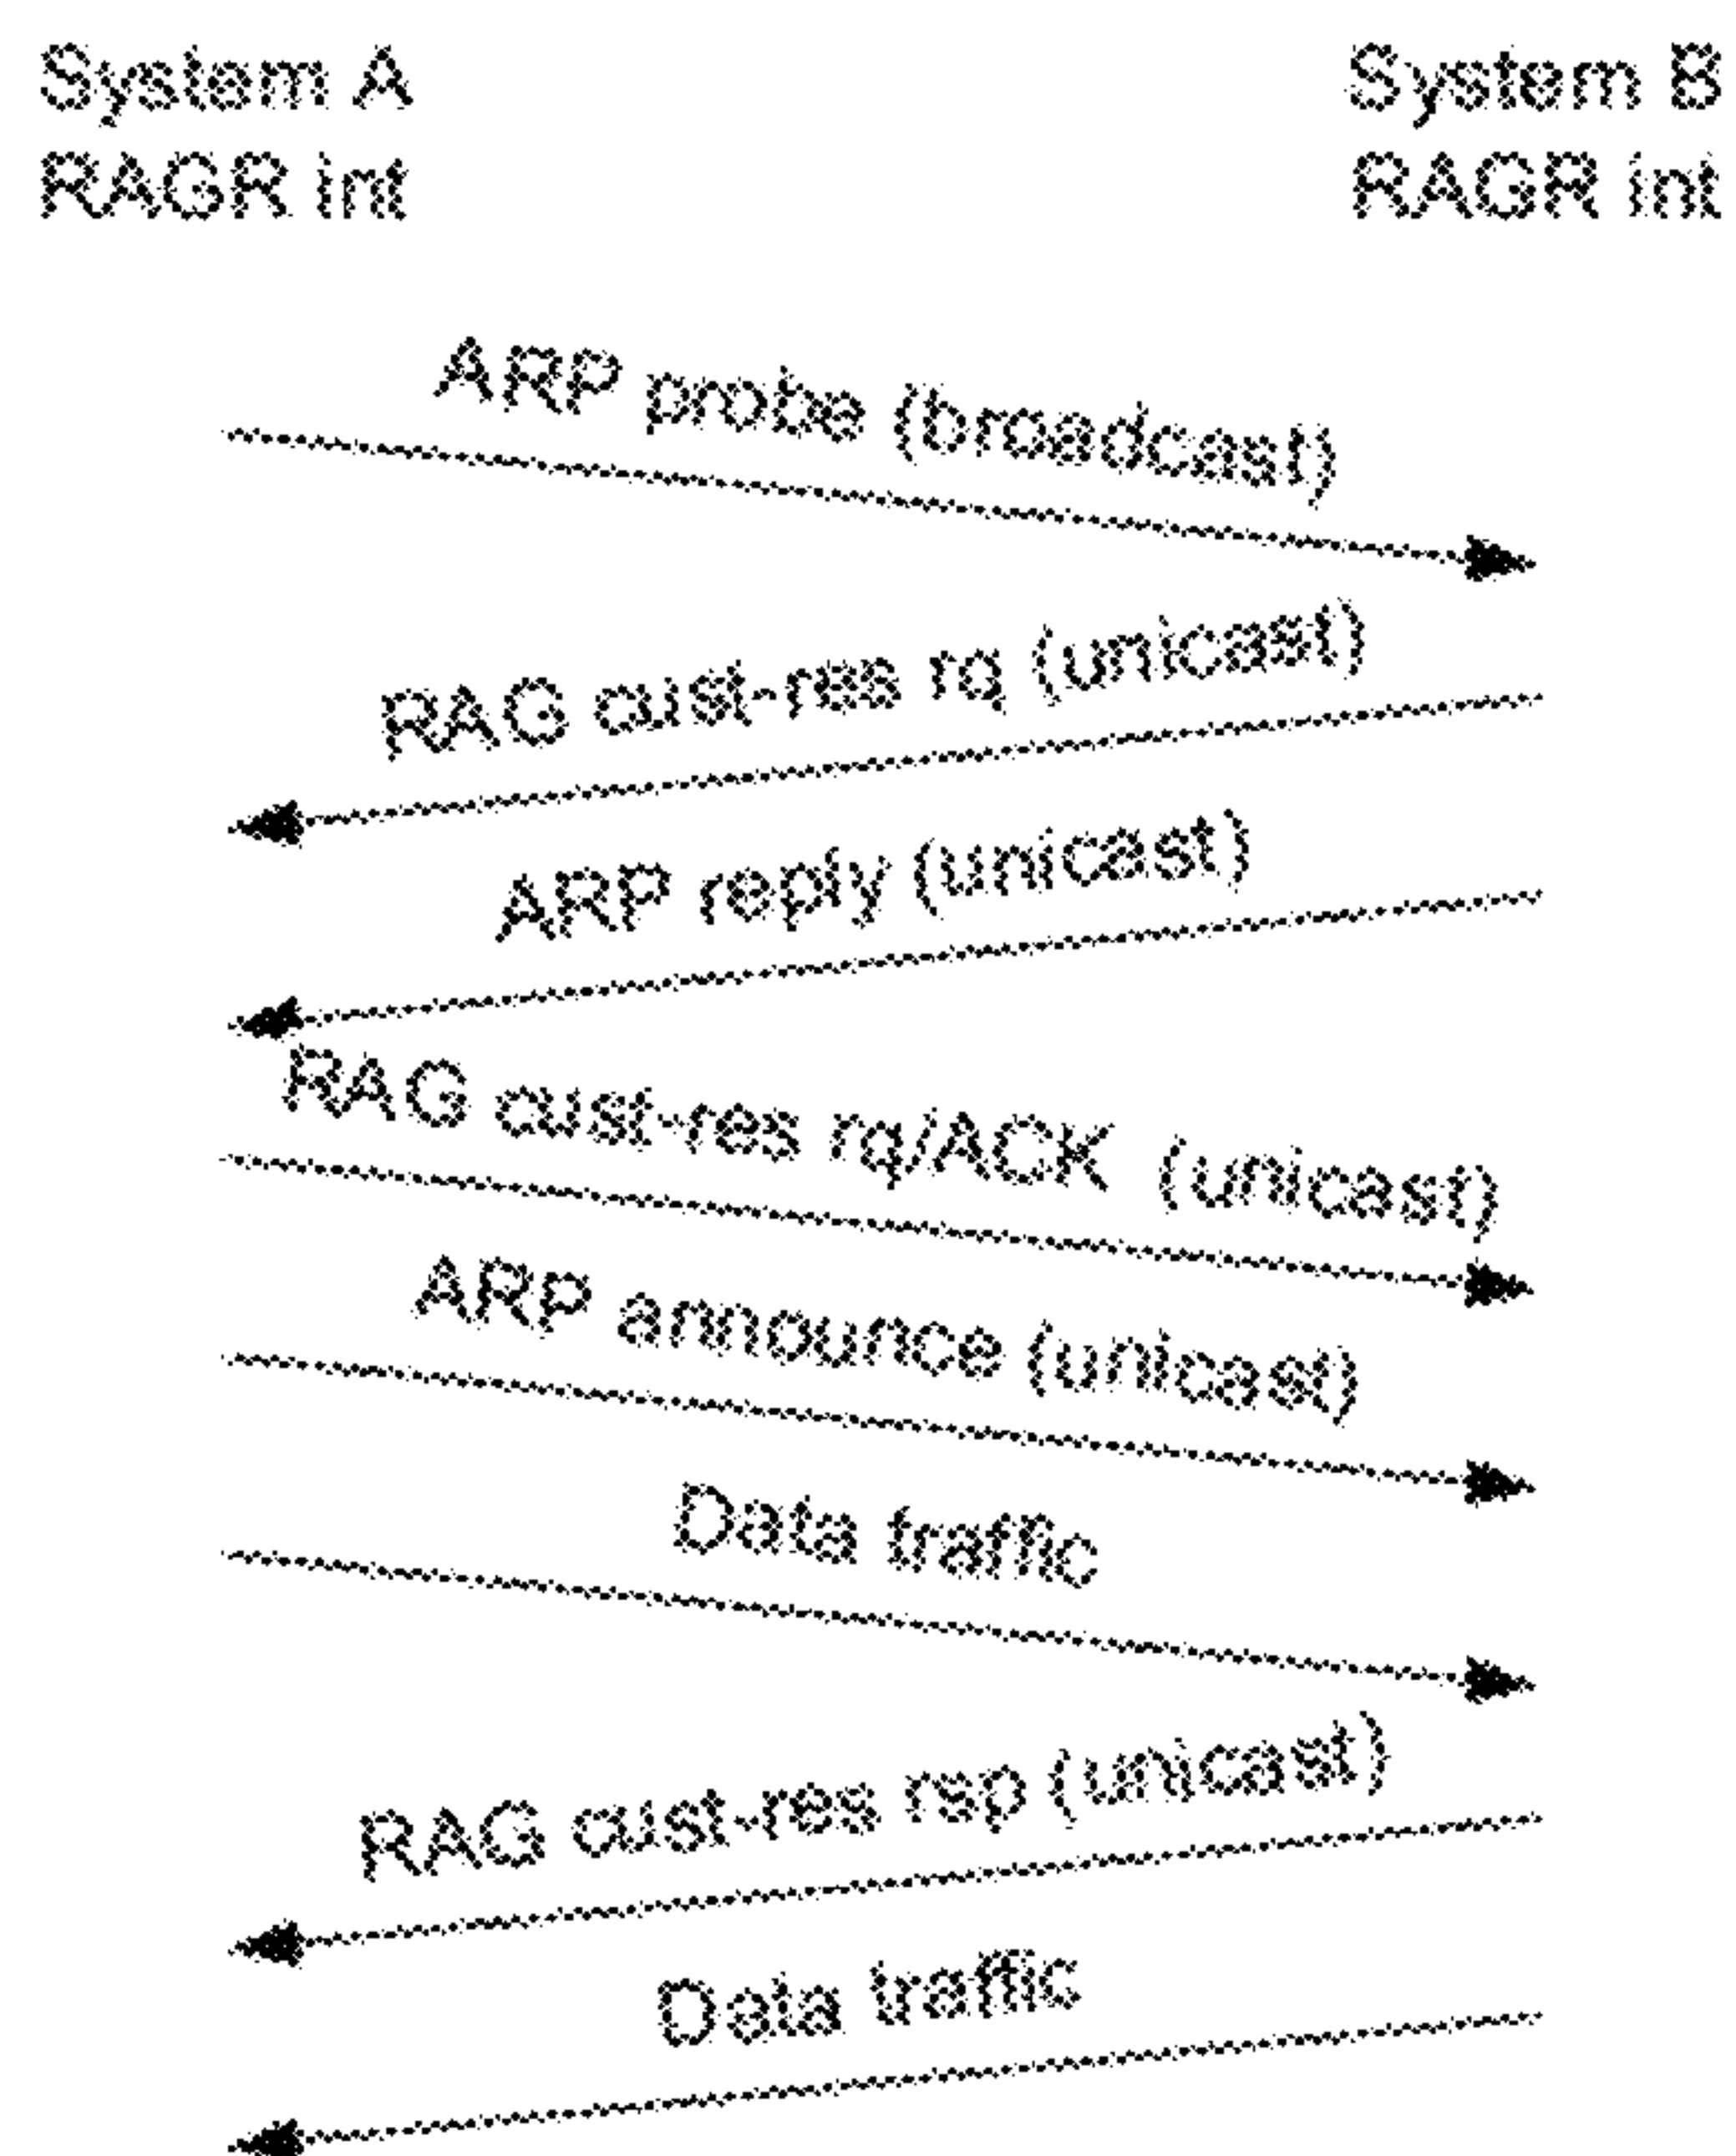 System A
System B
RAGR int
RAGR int
ARP probe (broadcast)
RAG cust-res rq (unicast)
ARP reply (unicast)
RAG cust-res rq/ACK (unicast)
ARP announce (unicast)
Data traffic
RAG cust-res rsp (unicast)
Data traffic